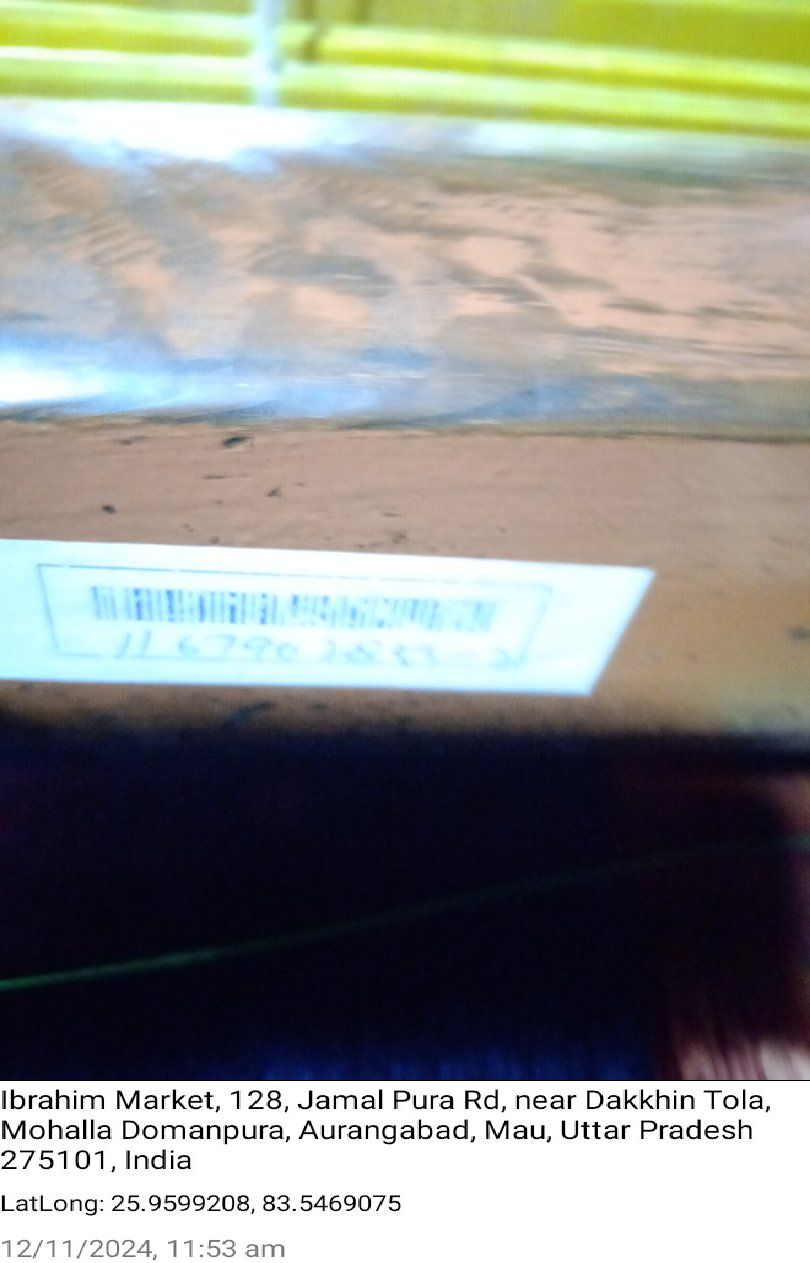 Ibrahim Market, 128, Jamal Pura Rd, near Dakkhin Tola,
Mohalla Domanpura, Aurangabad, Mau, Uttar Pradesh
275101, India
LatLong: 25.9599208, 83.5469075
12/11/2024, 11:53 am